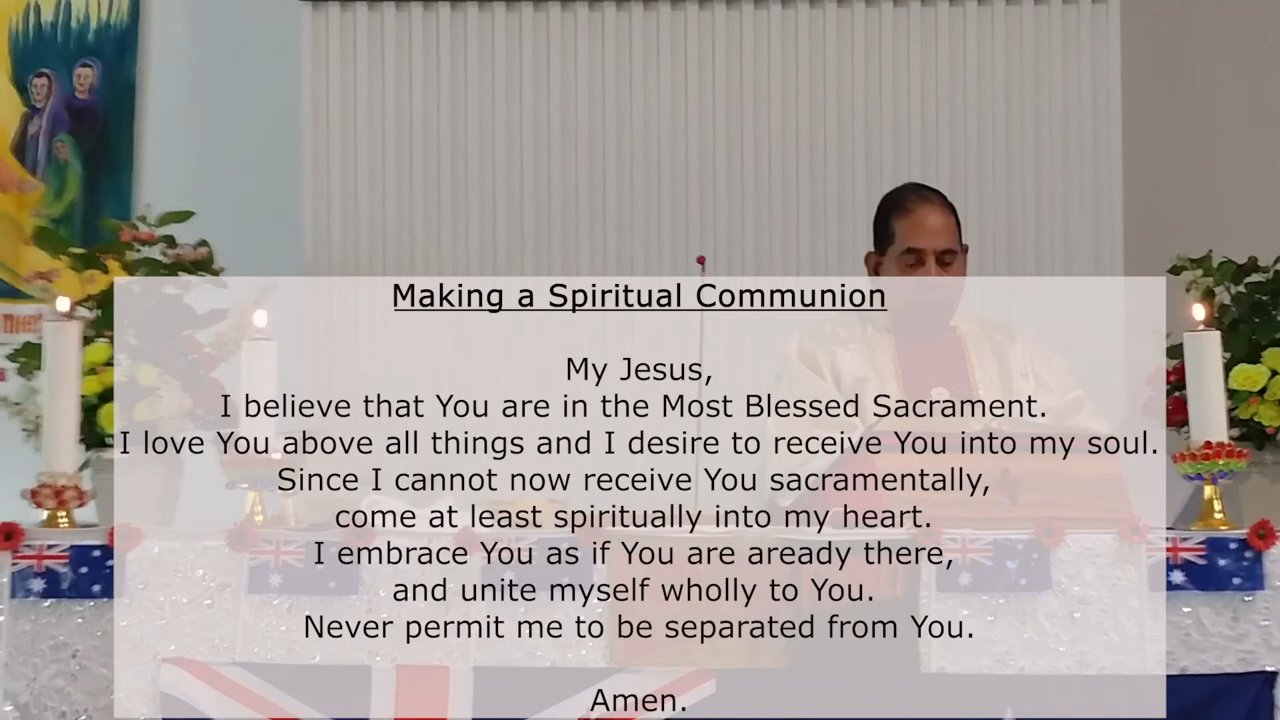 Making a Spiritual Communion
My Jesus,
I believe that You are in the Most Blessed Sacrament.
I love You above all things and I desire to receive You into my soul.
Since I cannot now receive You sacramentally,
come at least spiritually into my heart.
I embrace You as if You are aready there,
and unite myself wholly to You.
Never permit me to be separated from You.
Amen.